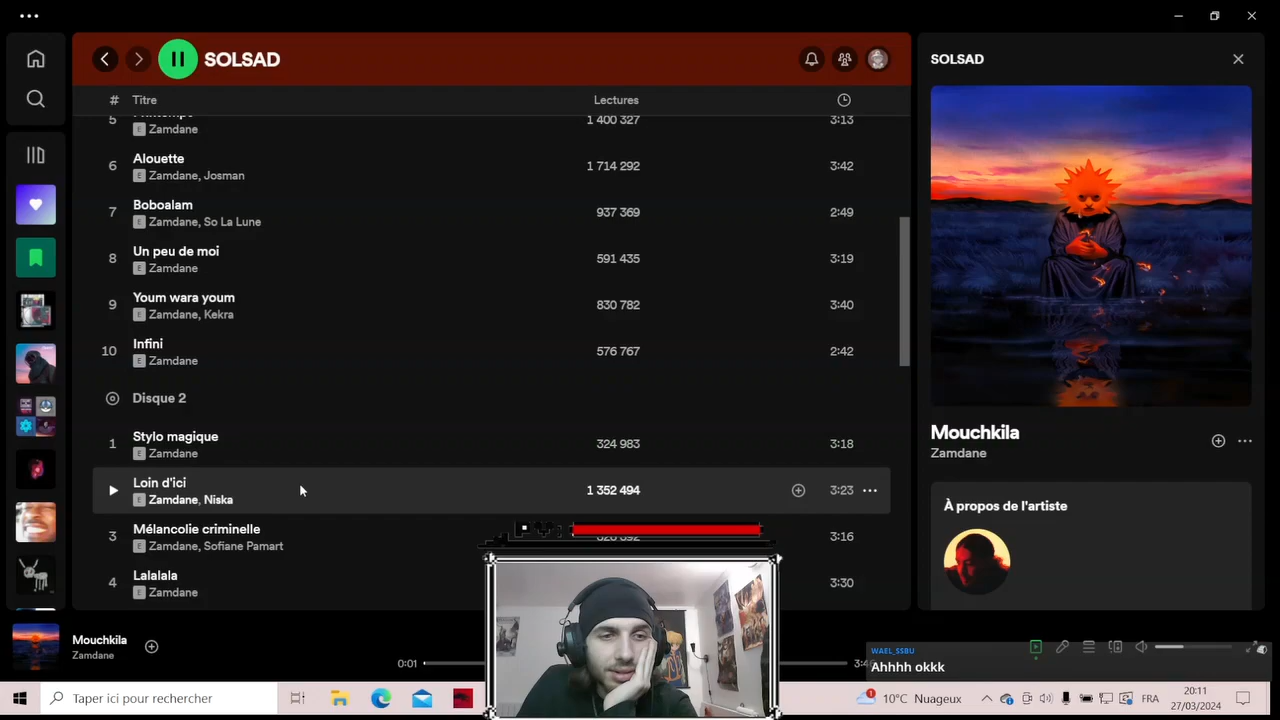 SOLSAD
# Titre Lectures
5 1 400 327 3:13
E Zamdane
6 Alouette 1 714 292 3:42
E Zamdane, Josman
7 Boboalam 937 369 2:49
E Zamdane, So La Lune
8 Un peu de moi 591 435 3:19
E Zamdane
9 Youm wara youm 830 782 3:40
E Zamdane, Kekra
10 Infini 576 767 2:42
E Zamdane
Disque 2
1 Stylo magique 324 983 3:18
E Zamdane
Loin d'ici 1 352 494 3:23
E Zamdane, Niska
3 Mélancolie criminelle 3:16
E Zamdane, Sofiane Pamart
4 Lalalala 3:30
E Zamdane
SOLSAD
Mouchkila
Zamdane
À propos de l'artiste
Mouchkila
Zamdane
0:01
WAEL_SSBU
Ahhhh okkk
Taper ici pour rechercher
1
10°C Nuageux
FRA
20:11
27/03/2024